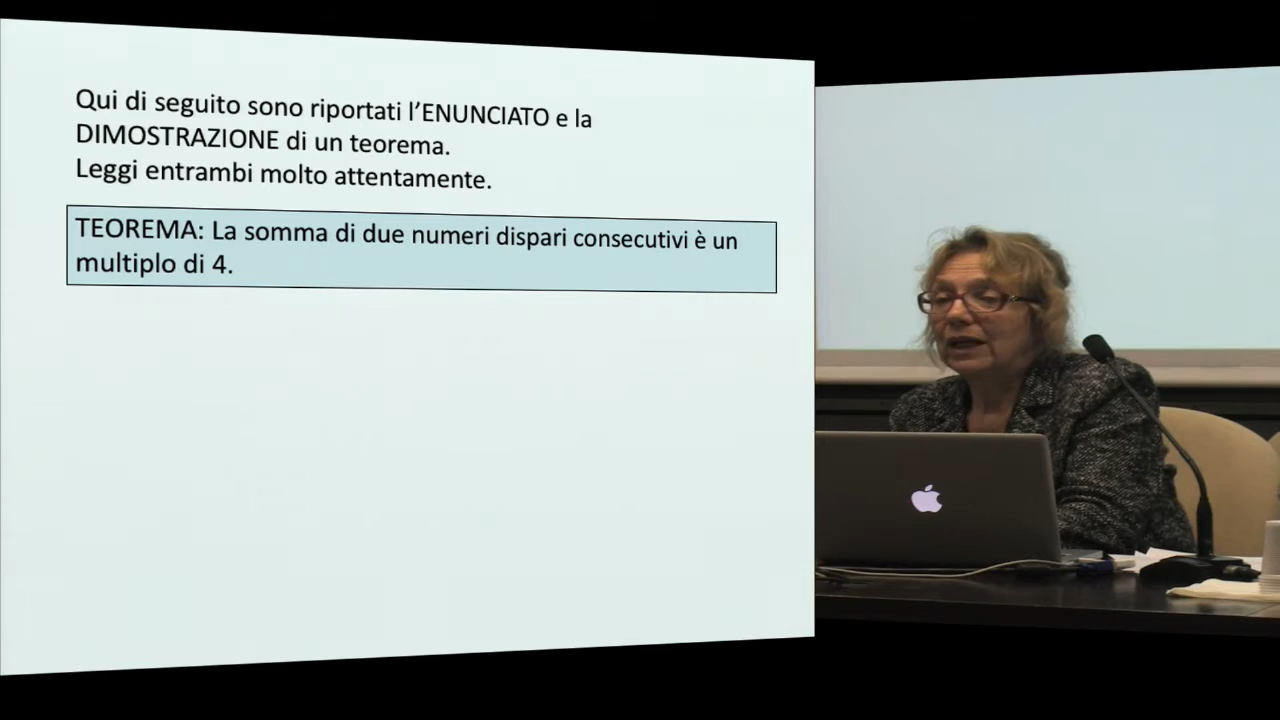 Qui di seguito sono riportati l’ENUNCIATO e la
DIMOSTRAZIONE di un teorema.
Leggi entrambi molto attentamente.
TEOREMA: La somma di due numeri dispari consecutivi è un
multiplo di 4.